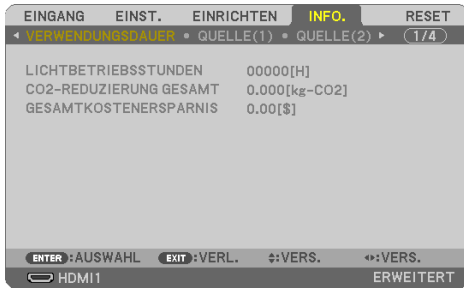 EINGANG EINST. EINRICHTEN INFO. RESET
VERWENDUNGSDAUER • QUELLE(1) • QUELLE(2) 1/4
LICHTBETRIEBSSTUNDEN 00000[H]
CO2-REDUZIERUNG GESAMT 0.000[kg-CO2]
GESAMTKOSTENERSPARNIS 0.00[$]
ENTER :AUSWAHL EXIT :VERL. :VERS. :VERS.
HDMI1 ERWEITERT